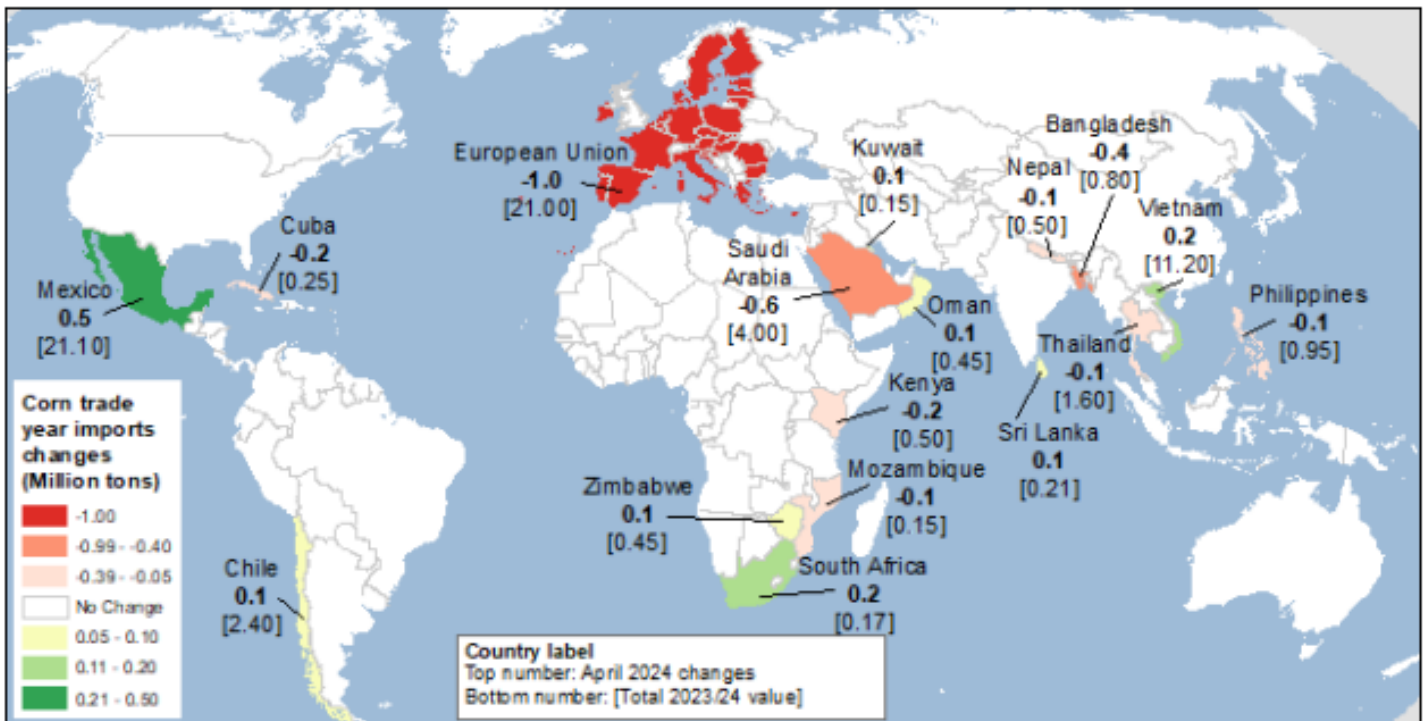 European Union
-1.0
[21.00]
Kuwait
0.1
[0.15]
Bangladesh
-0.4
[0.80]
Nepal
-0.1
[0.50]
Vietnam
0.2
[11.20]
Cuba
-0.2
[0.25]
Mexico
0.5
[21.10]
Saudi
Arabia
-0.6
[4.00]
Oman
0.1
[0.45]
Philippines
-0.1
[0.95]
Thailand
-0.1
[1.60]
Kenya
-0.2
[0.50]
Sri Lanka
0.1
[0.21]
Mozambique
-0.1
[0.15]
Zimbabwe
0.1
[0.45]
South Africa
0.2
[0.17]
Chile
0.1
[2.40]
Corn trade
year imports
changes
(Million tons)
-1.00
-0.99 - -0.40
-0.39 - -0.05
No Change
0.05 - 0.10
0.11 - 0.20
0.21 - 0.50
Country label
Top number: April 2024 changes
Bottom number: [Total 2023/24 value]